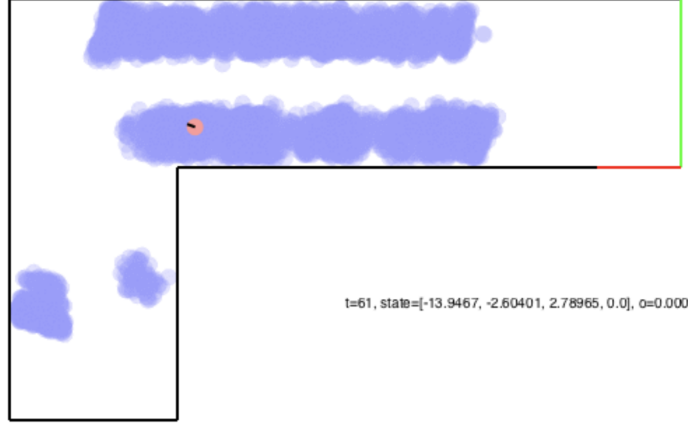 t=61, state=[-13.9467, -2.60401, 2.78965, 0.0], o=0.000